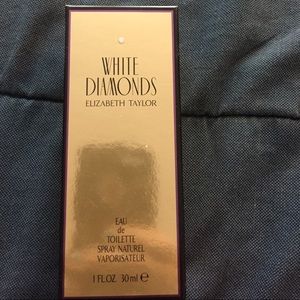 WHITE
DIAMONDS
ELIZABETH TAYLOR
EAU
de
TOILETTE
SPRAY NATUREL
VAPORISATEUR
1 FL.OZ. 30ml ℮